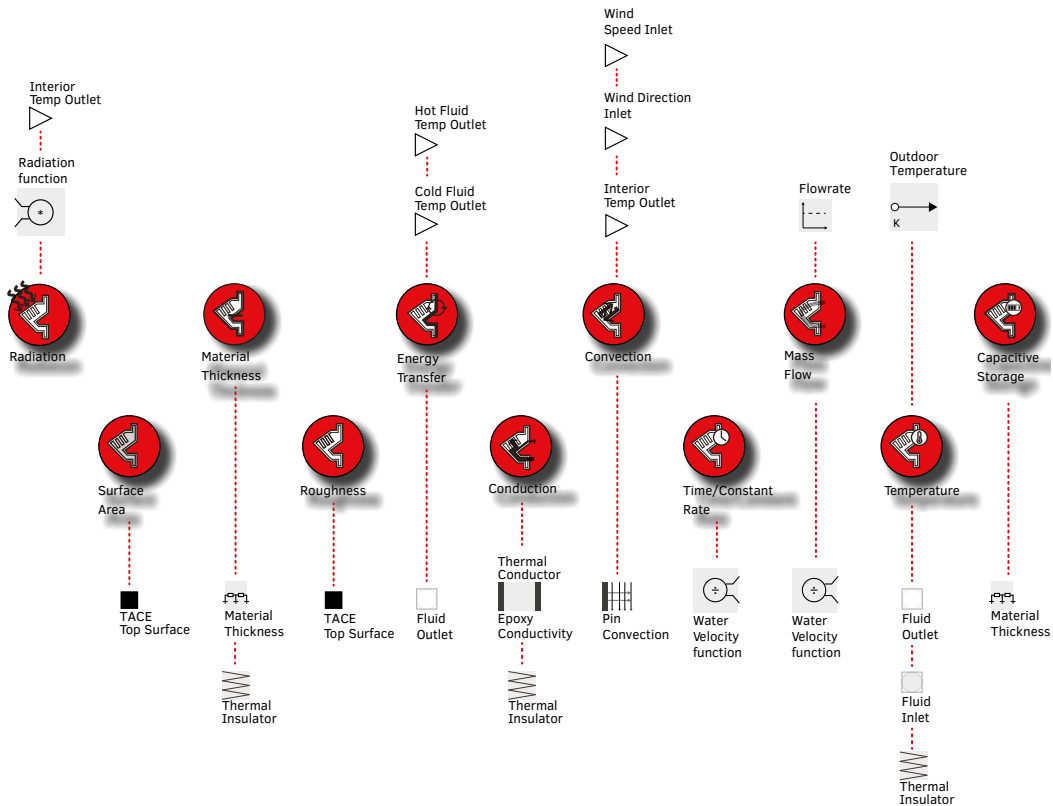 Wind
Speed Inlet
Interior
Temp Outlet
Hot Fluid
Temp Outlet
Wind Direction
Inlet
Radiation
function
*
Cold Fluid
Temp Outlet
Interior
Temp Outlet
Flowrate
Outdoor
Temperature
K
Radiation
Material
Thickness
Energy
Transfer
Convection
Mass
Flow
Capacitive
Storage
Surface
Area
Roughness
Conduction
Time/Constant
Rate
Temperature
TACE
Top Surface
Material
Thickness
TACE
Top Surface
Fluid
Outlet
Thermal
Conductor
Epoxy
Conductivity
Pin
Convection
÷
Water
Velocity
function
÷
Water
Velocity
function
Fluid
Outlet
Material
Thickness
Thermal
Insulator
Thermal
Insulator
Fluid
Inlet
Thermal
Insulator